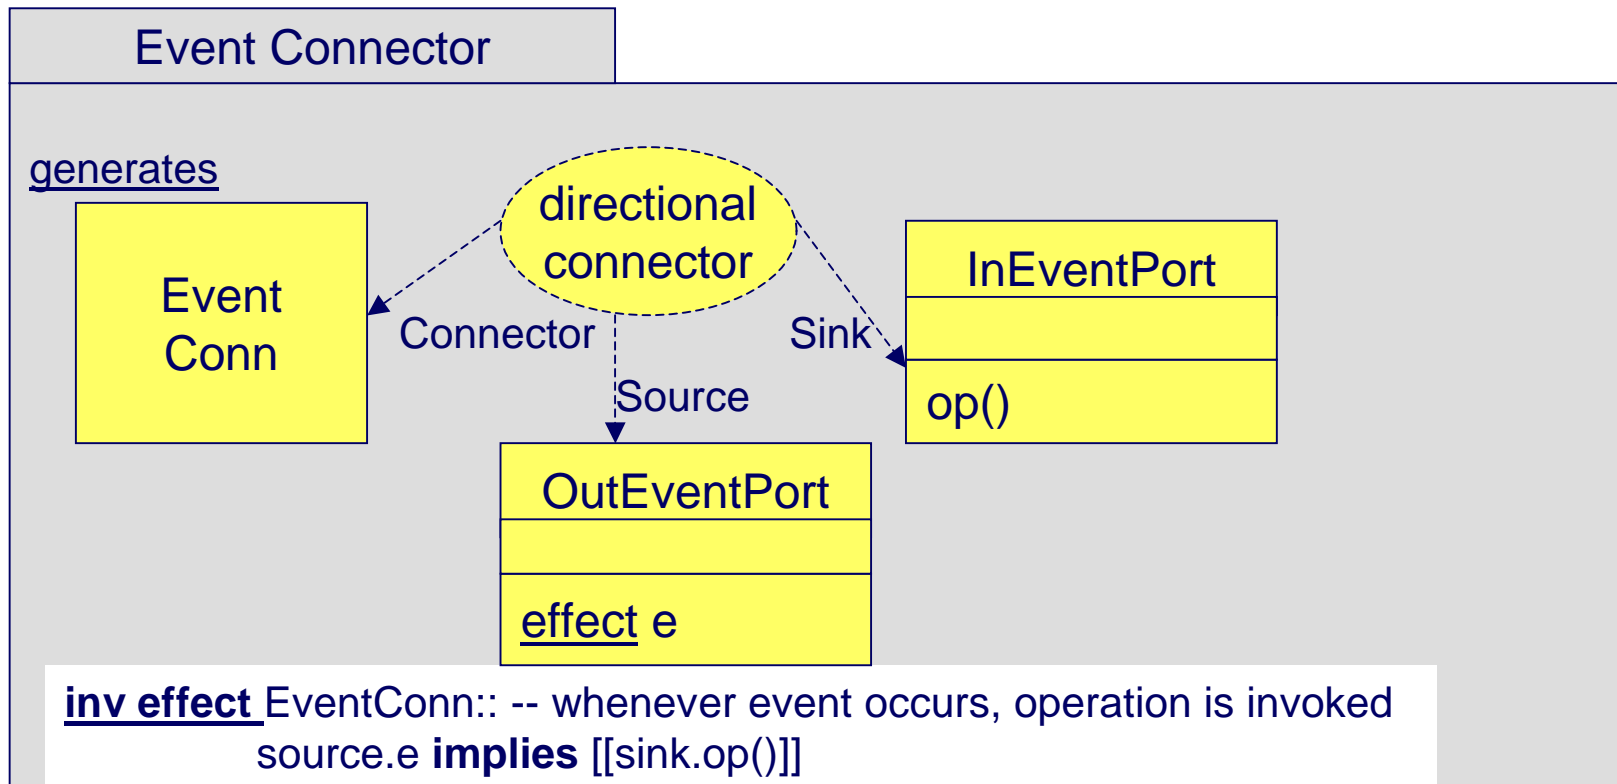 Event Connector
generates
directional
connector
Event
Conn
InEventPort
op()
Connector
Sink
Source
OutEventPort
effect e
inv effect EventConn:: -- whenever event occurs, operation is invoked
source.e implies [[sink.op()]]